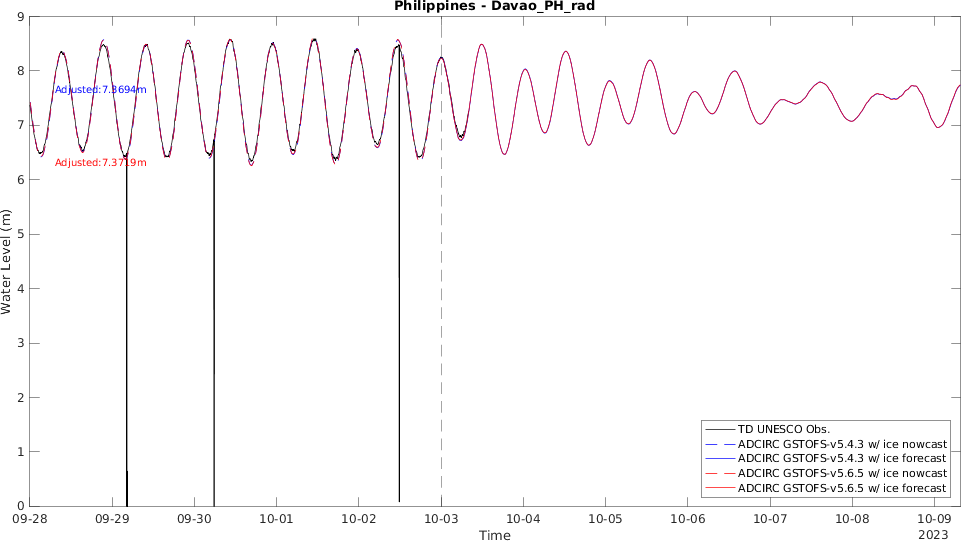 Philippines - Davao_PH_rad
9
8
7
6
5
4
3
2
1
0
Water Level (m)
Adjusted:7.3694m
Adjusted:7.3719m
TD UNESCO Obs.
ADCIRC GSTOFS-v5.4.3 w/ ice nowcast
ADCIRC GSTOFS-v5.4.3 w/ ice forecast
ADCIRC GSTOFS-v5.6.5 w/ ice nowcast
ADCIRC GSTOFS-v5.6.5 w/ ice forecast
09-28 09-29 09-30 10-01 10-02 10-03 10-04 10-05 10-06 10-07 10-08 10-09
Time
2023